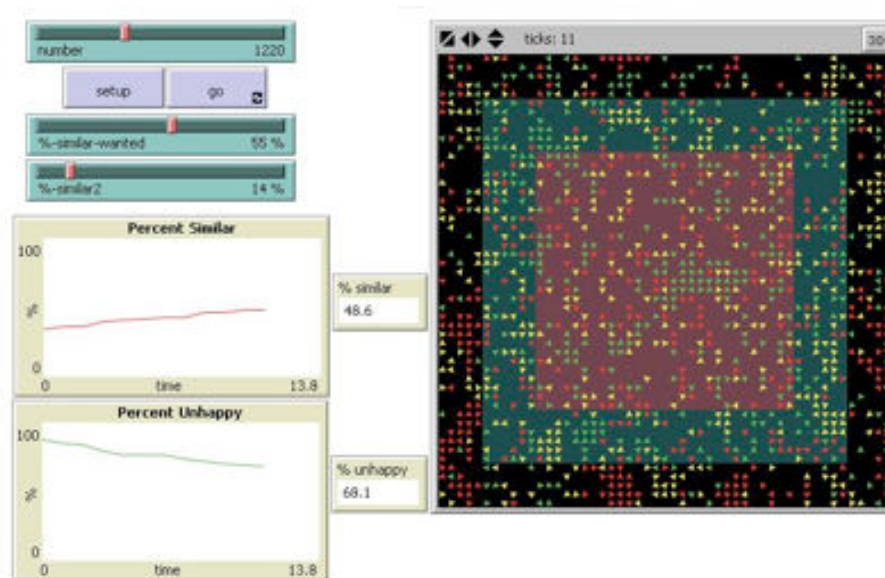 number 1220
setup go
%-similar-wanted 55 %
%-similar2 14 %
Percent Similar
100
%
0
0 time 13.8
% similar
48.6
Percent Unhappy
100
%
0
0 time 13.8
% unhappy
68.1
ticks: 11